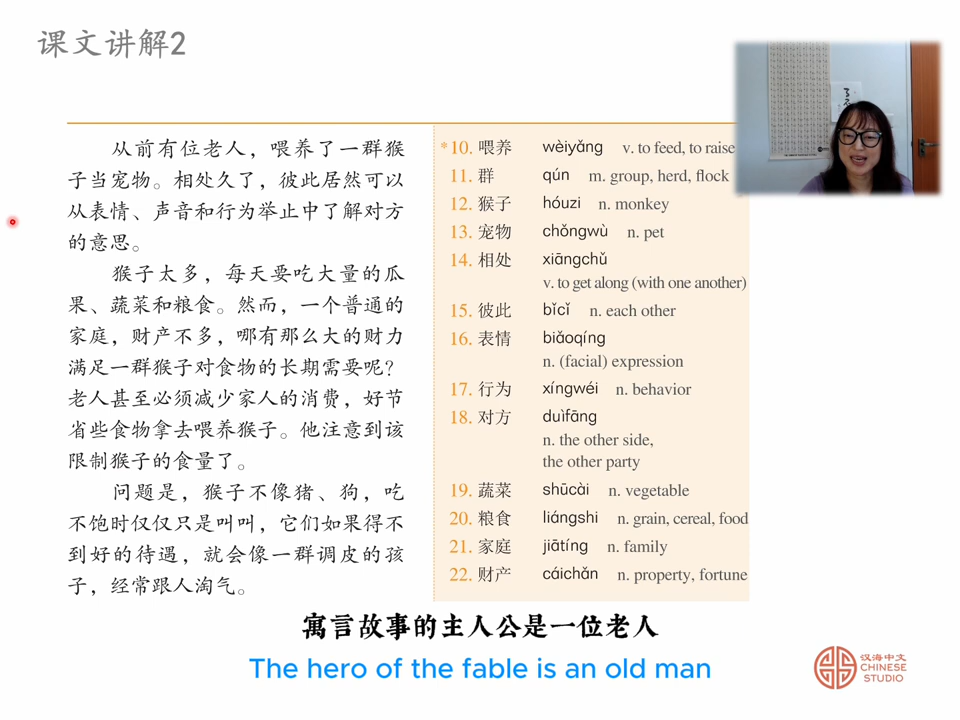 课文讲解2
从前有位老人，喂养了一群猴
子当宠物。相处久了，彼此居然可以
从表情、声音和行为举止中了解对方
的意思。
猴子太多，每天要吃大量的瓜
果、蔬菜和粮食。然而，一个普通的
家庭，财产不多，哪有那么大的财力
满足一群猴子对食物的长期需要呢？
老人甚至必须减少家人的消费，好节
省些食物拿去喂养猴子。他注意到该
限制猴子的食量了。
问题是，猴子不像猪、狗，吃
不饱时仅仅只是叫叫，它们如果得不
到好的待遇，就会像一群调皮的孩
子，经常跟人淘气。
*10. 喂养 wèiyǎng v. to feed, to raise
11. 群 qún m. group, herd, flock
12. 猴子 hóuzi n. monkey
13. 宠物 chǒngwù n. pet
14. 相处 xiāngchǔ
v. to get along (with one another)
15. 彼此 bǐcǐ n. each other
16. 表情 biǎoqíng
n. (facial) expression
17. 行为 xíngwéi n. behavior
18. 对方 duìfāng
n. the other side,
the other party
19. 蔬菜 shūcài n. vegetable
20. 粮食 liángshi n. grain, cereal, food
21. 家庭 jiātíng n. family
22. 财产 cáichǎn n. property, fortune
寓言故事的主人公是一位老人
The hero of the fable is an old man
汉海中文
CHINESE
STUDIO